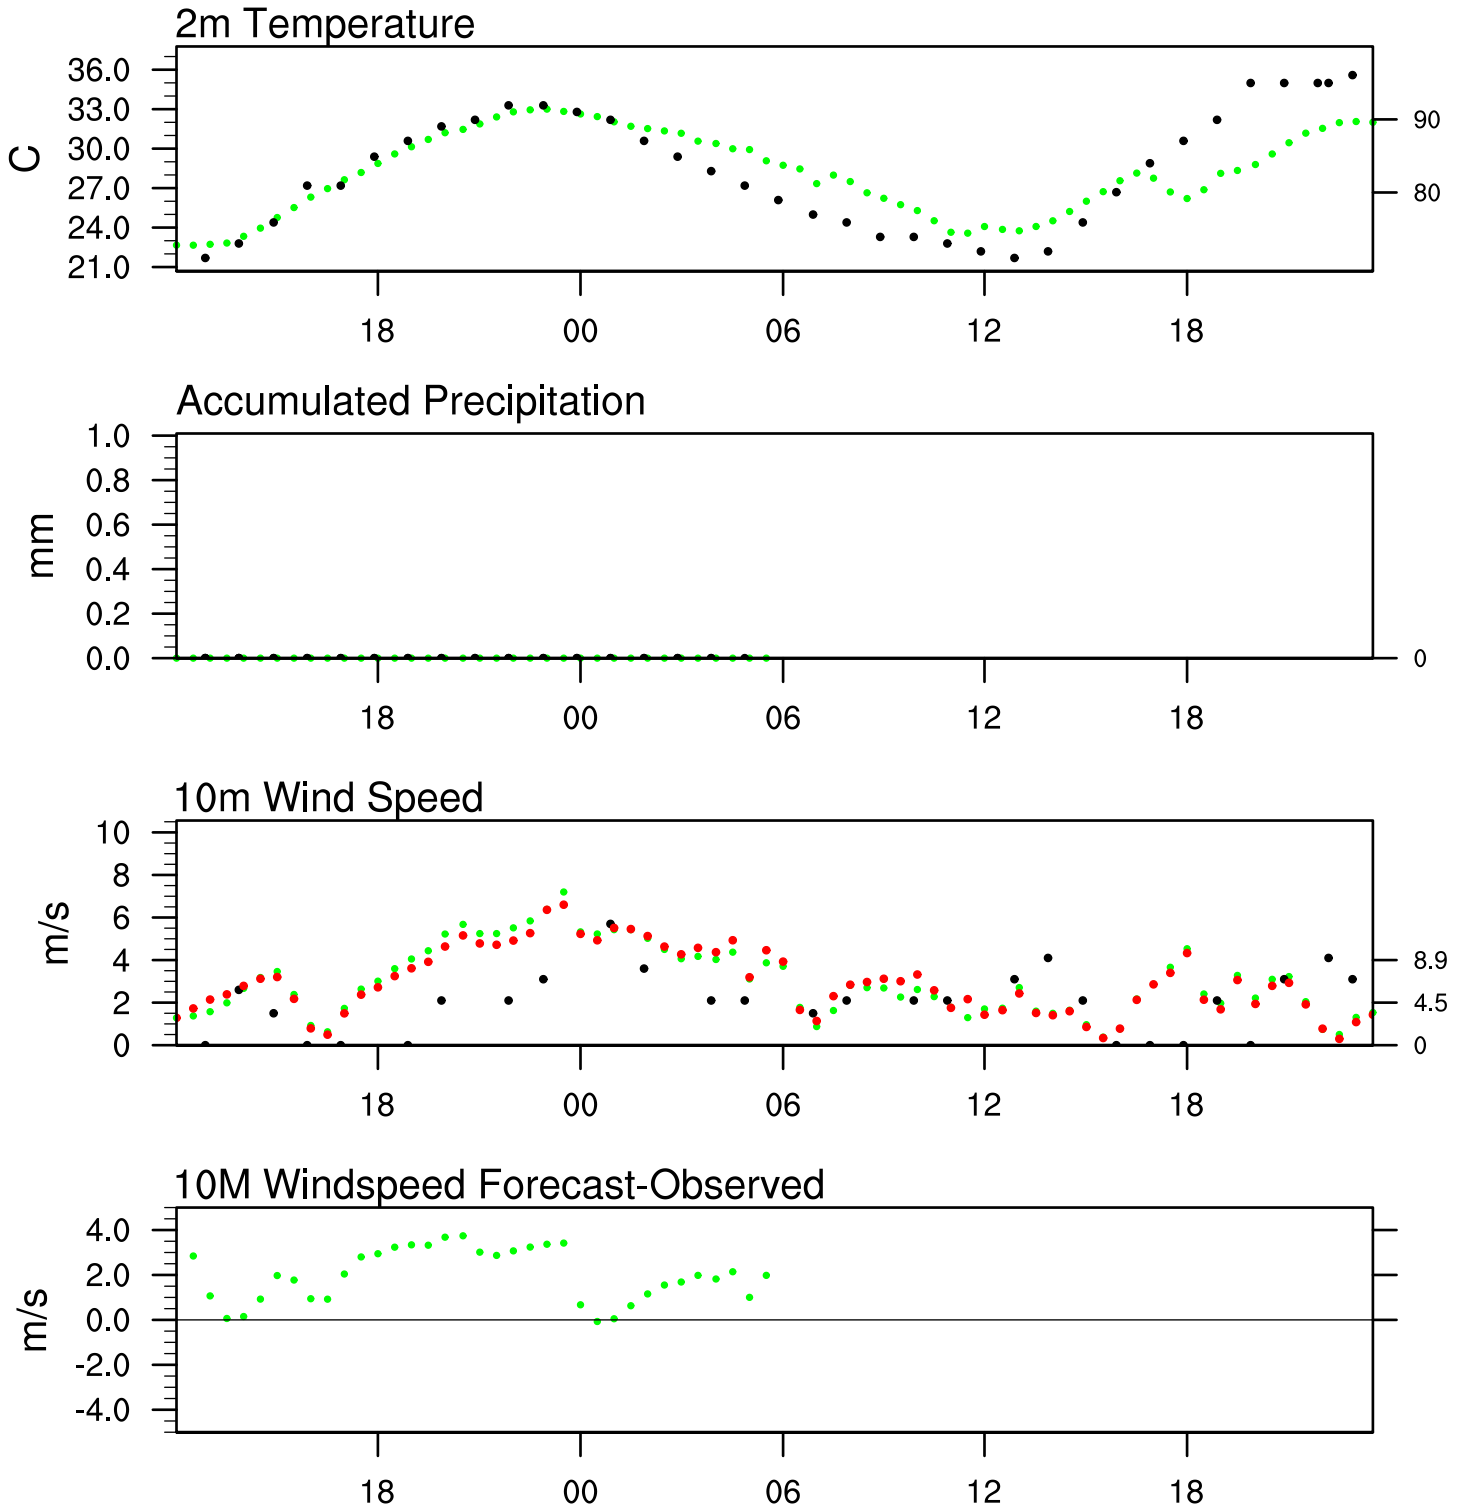 2m Temperature
36.0
33.0
30.0
27.0
24.0
21.0
C
90
80
18 00 06 12 18
Accumulated Precipitation
1.0
0.8
0.6
0.4
0.2
0.0
mm
0
18 00 06 12 18
10m Wind Speed
10
8
6
4
2
0
m/s
8.9
4.5
0
18 00 06 12 18
10M Windspeed Forecast-Observed
4.0
2.0
0.0
-2.0
-4.0
m/s
18 00 06 12 18